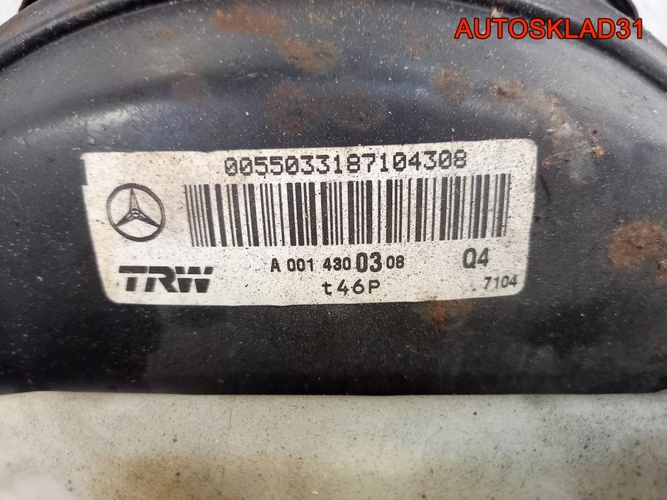 AUTOSKLAD31
0055033187104308
A 001 430 03 08 Q4
TRW
t46P
7104